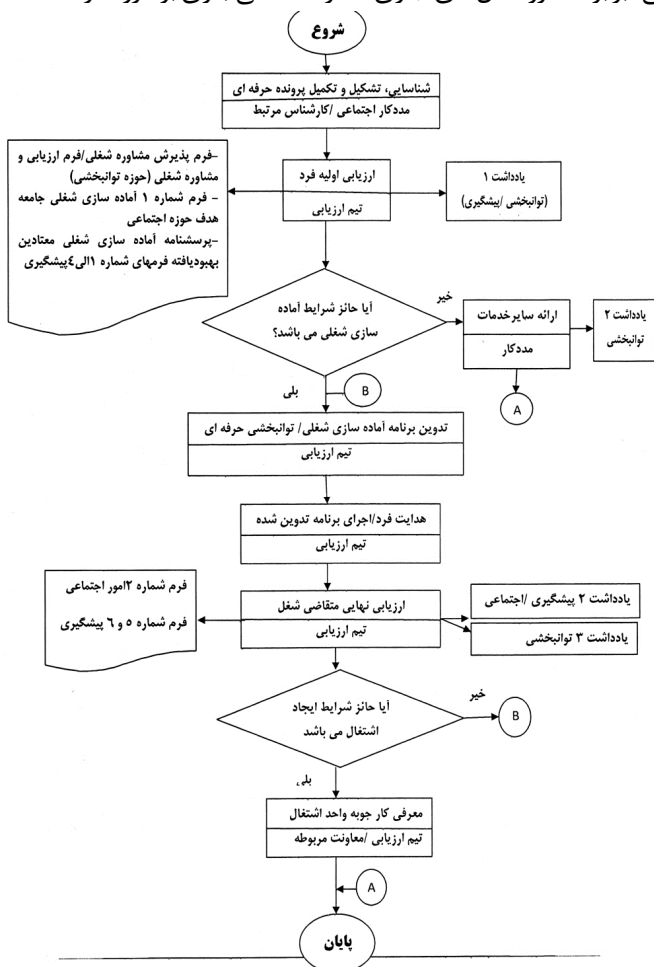 شروع
شناسایی، تشکیل و تکمیل پرونده حرفه ای
مددکار اجتماعی /کارشناس مرتبط
ارزیابی اولیه فرد
تیم ارزیابی
یادداشت ۱
(توانبخشی /پیشگیری)
–فرم پذیرش مشاوره شغلی/فرم ارزیابی و
مشاوره شغلی (حوزه توانبخشی)
– فرم شماره ۱ آماده سازی شغلی جامعه
هدف حوزه اجتماعی
–پرسشنامه آماده سازی شغلی معتادین
بهبودیافته فرمهای شماره ۱الی٤پیشگیری
آیا حائز شرایط آماده
سازی شغلی می باشد؟
خیر
ارائه سایرخدمات
مددکار
یادداشت ۲
توانبخشی
A
بلی
B
تدوین برنامه آماده سازی شغلی/ توانبخشی حرفه ای
تیم ارزیابی
هدایت فرد/اجرای برنامه تدوین شده
تیم ارزیابی
ارزیابی نهایی متقاضی شغل
تیم ارزیابی
یادداشت ۲ پیشگیری /اجتماعی
یادداشت ۳ توانبخشی
فرم شماره ۲امور اجتماعی
فرم شماره ٥ و ٦ پیشگیری
آیا حائز شرایط ایجاد
اشتغال می باشد
خیر
B
بلی
معرفی کار جوبه واحد اشتغال
تیم ارزیابی /معاونت مربوطه
A
پایان